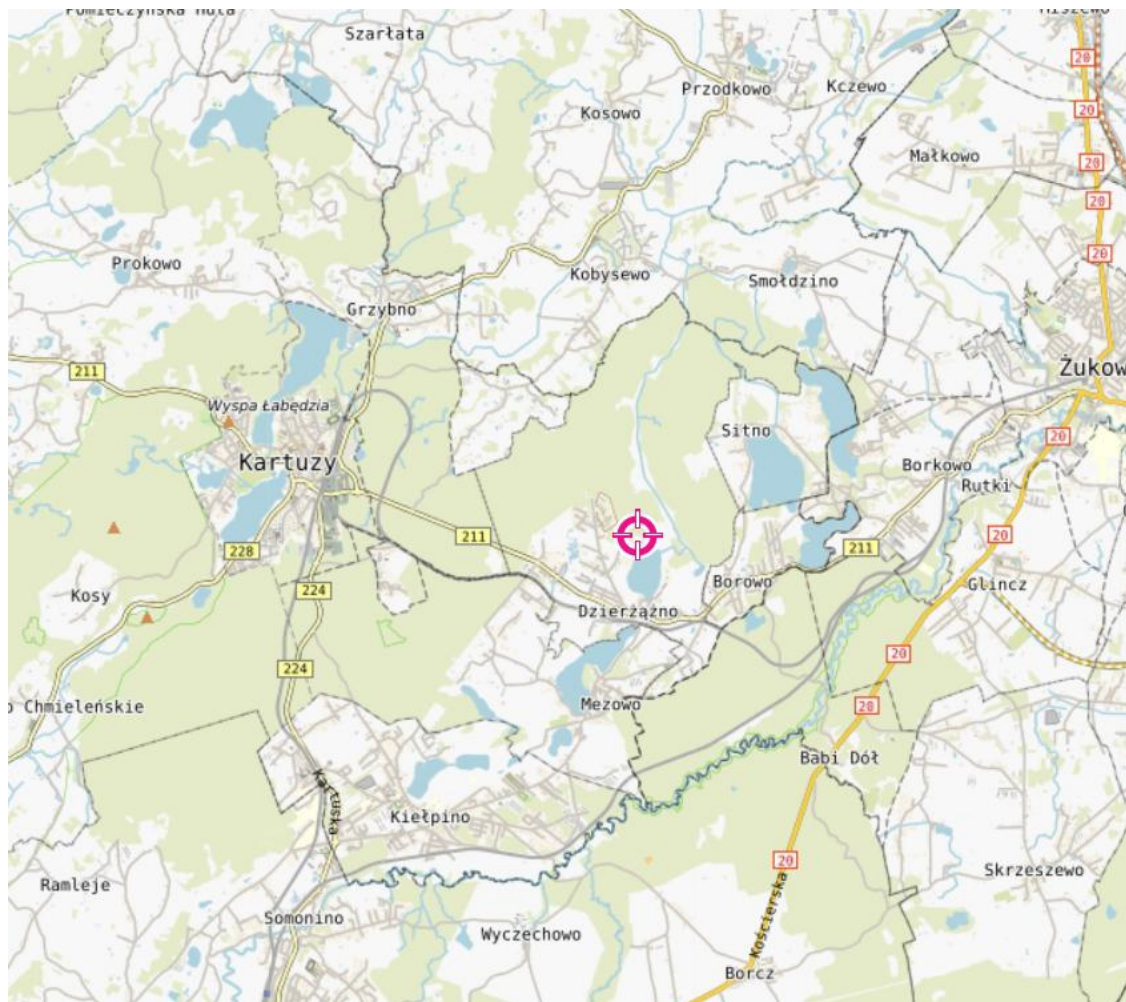 Szarłata
Przodkowo
Kczewo
Kosowo
Małkowo
20
20
20
20
20
Prokowo
Kobysewo
Smołdzino
Grzybno
211
Żukow
Wyspa Łabędzia
Sitno
20
Kartuzy
Borkowo
Rutki
20
211
211
228
Borowo
Glincz
Kosy
224
Dzierżążno
20
224
o Chmieleńskie
Mezowo
20
Babi Dół
Kartuska
Kiełpino
20
Skrzeszewo
Ramleje
Kościerska
Somonino
Wyczechowo
Borcz